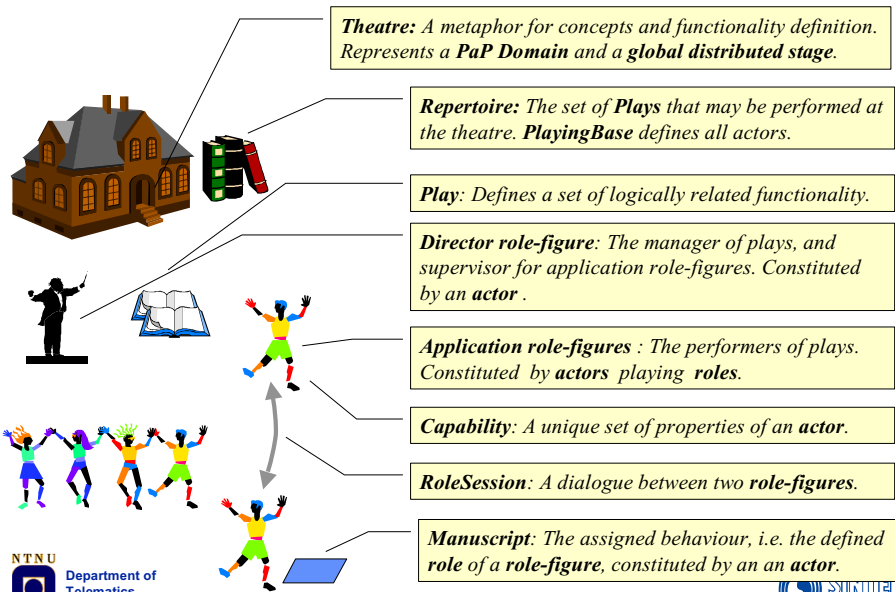 Theatre: A metaphor for concepts and functionality definition.
Represents a PaP Domain and a global distributed stage.
Repertoire: The set of Plays that may be performed at
the theatre. PlayingBase defines all actors.
Play: Defines a set of logically related functionality.
Director role-figure: The manager of plays, and
supervisor for application role-figures. Constituted
by an actor .
Application role-figures : The performers of plays.
Constituted by actors playing roles.
Capability: A unique set of properties of an actor.
RoleSession: A dialogue between two role-figures.
Manuscript: The assigned behaviour, i.e. the defined
role of a role-figure, constituted by an an actor.
NTNU
Department of
Telematics
SINTEF